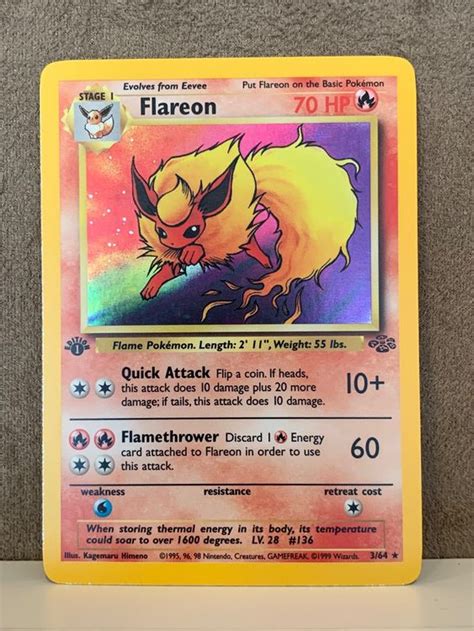 Evolves from Eevee
Put Flareon on the Basic Pokémon
STAGE 1
Flareon
70 HP
EDITION
1
Flame Pokémon. Length: 2' 11", Weight: 55 lbs.
Quick Attack Flip a coin. If heads,
this attack does 10 damage plus 20 more
damage; if tails, this attack does 10 damage.
10+
Flamethrower Discard 1 Energy
card attached to Flareon in order to use
this attack.
60
weakness
resistance
retreat cost
When storing thermal energy in its body, its temperature
could soar to over 1600 degrees. LV. 28 #136
Illus. Kagemaru Himeno
©1995, 96, 98 Nintendo, Creatures, GAMEFREAK. ©1999 Wizards.
3/64 ★